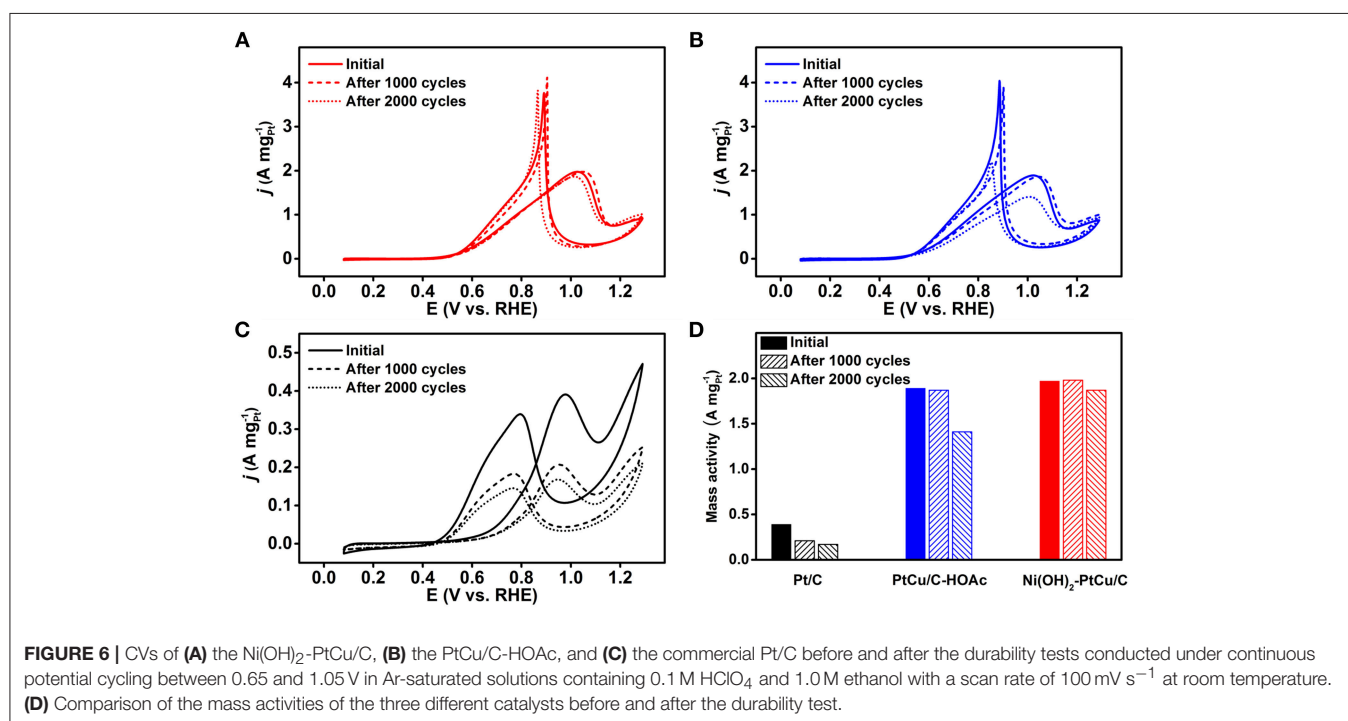 A
Initial
After 1000 cycles
After 2000 cycles
j (A mg⁻¹Pt)
4
3
2
1
0
0.0 0.2 0.4 0.6 0.8 1.0 1.2
E (V vs. RHE)
B
Initial
After 1000 cycles
After 2000 cycles
j (A mg⁻¹Pt)
4
3
2
1
0
0.0 0.2 0.4 0.6 0.8 1.0 1.2
E (V vs. RHE)
C
Initial
After 1000 cycles
After 2000 cycles
j (A mg⁻¹Pt)
0.5
0.4
0.3
0.2
0.1
0.0
0.0 0.2 0.4 0.6 0.8 1.0 1.2
E (V vs. RHE)
D
Initial
After 1000 cycles
After 2000 cycles
Mass activity (A mg⁻¹Pt)
2.0
1.5
1.0
0.5
0.0
Pt/C PtCu/C-HOAc Ni(OH)₂-PtCu/C
FIGURE 6 | CVs of (A) the Ni(OH)₂-PtCu/C, (B) the PtCu/C-HOAc, and (C) the commercial Pt/C before and after the durability tests conducted under continuous
potential cycling between 0.65 and 1.05 V in Ar-saturated solutions containing 0.1 M HClO₄ and 1.0 M ethanol with a scan rate of 100 mV s⁻¹ at room temperature.
(D) Comparison of the mass activities of the three different catalysts before and after the durability test.